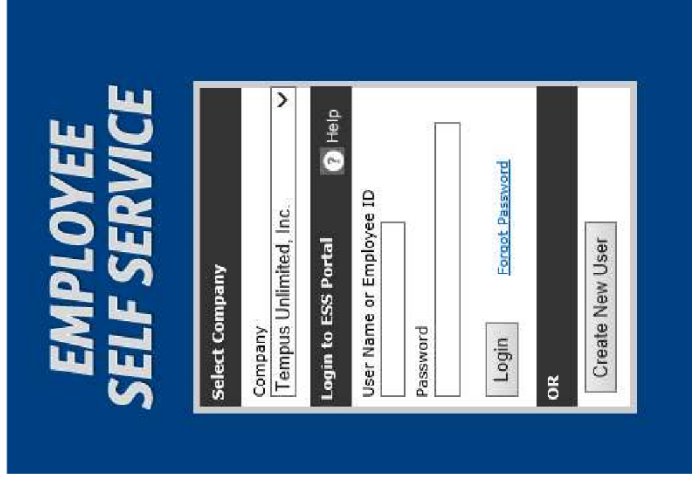 EMPLOYEE
SELF SERVICE
Select Company
Company
Tempus Unlimited, Inc.
Login to ESS Portal ? Help
User Name or Employee ID
Password
Login Forgot Password
OR
Create New User